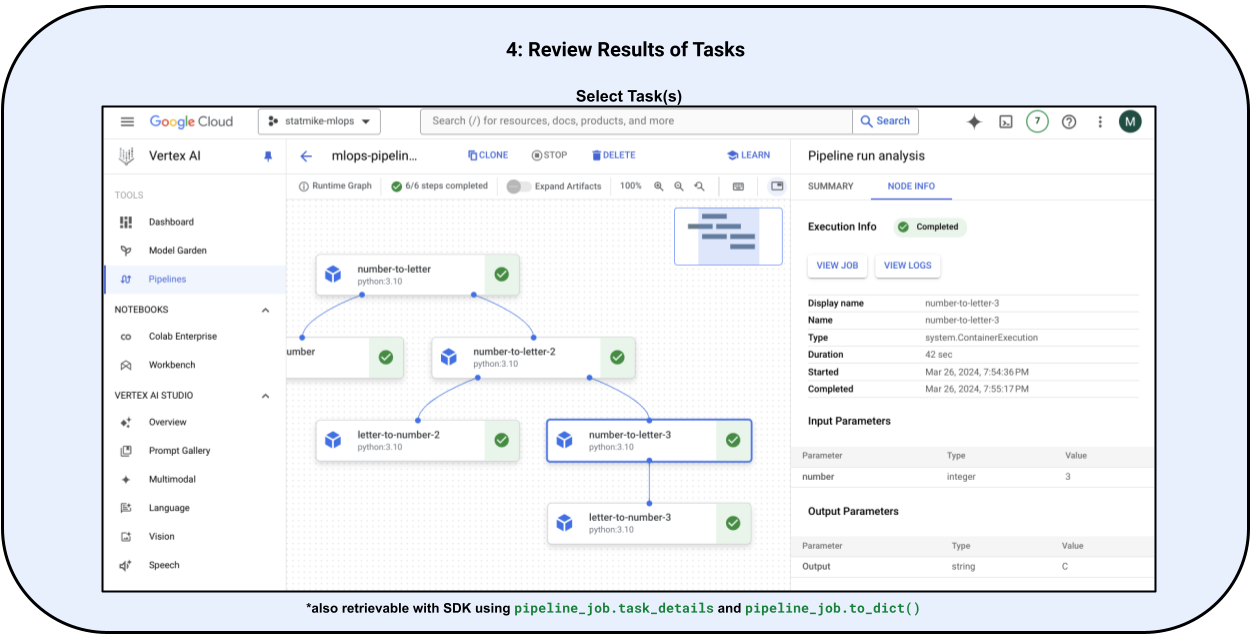 4: Review Results of Tasks
Select Task(s)
Google Cloud
statmike-mlops
Search (/) for resources, docs, products, and more
Search
7
M
Vertex AI
mlops-pipelin...
CLONE
STOP
DELETE
LEARN
Pipeline run analysis
TOOLS
Dashboard
Model Garden
Pipelines
NOTEBOOKS
Colab Enterprise
Workbench
VERTEX AI STUDIO
Overview
Prompt Gallery
Multimodal
Language
Vision
Speech
Runtime Graph
6/6 steps completed
Expand Artifacts
100%
number-to-letter
python:3.10
umber
number-to-letter-2
python:3.10
letter-to-number-2
python:3.10
number-to-letter-3
python:3.10
letter-to-number-3
python:3.10
SUMMARY
NODE INFO
Execution Info
Completed
VIEW JOB
VIEW LOGS
Display name number-to-letter-3
Name number-to-letter-3
Type system.ContainerExecution
Duration 42 sec
Started Mar 26, 2024, 7:54:36 PM
Completed Mar 26, 2024, 7:55:17 PM
Input Parameters
Parameter Type Value
number integer 3
Output Parameters
Parameter Type Value
Output string C
*also retrievable with SDK using pipeline_job.task_details and pipeline_job.to_dict()